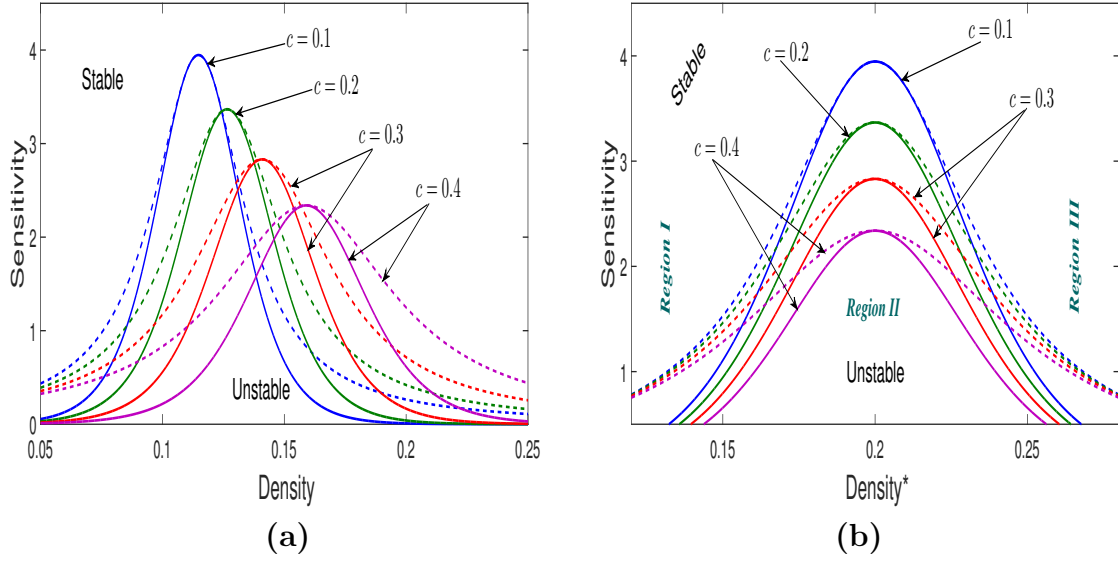 Stable
c = 0.1
c = 0.2
c = 0.3
c = 0.4
Unstable
Sensitivity
4
3
2
1
0
0.05
0.1
0.15
0.2
0.25
Density
(a)
Stable
c = 0.1
c = 0.2
c = 0.3
c = 0.4
Region I
Region II
Region III
Unstable
Sensitivity
4
3
2
1
0.15
0.2
0.25
Density*
(b)